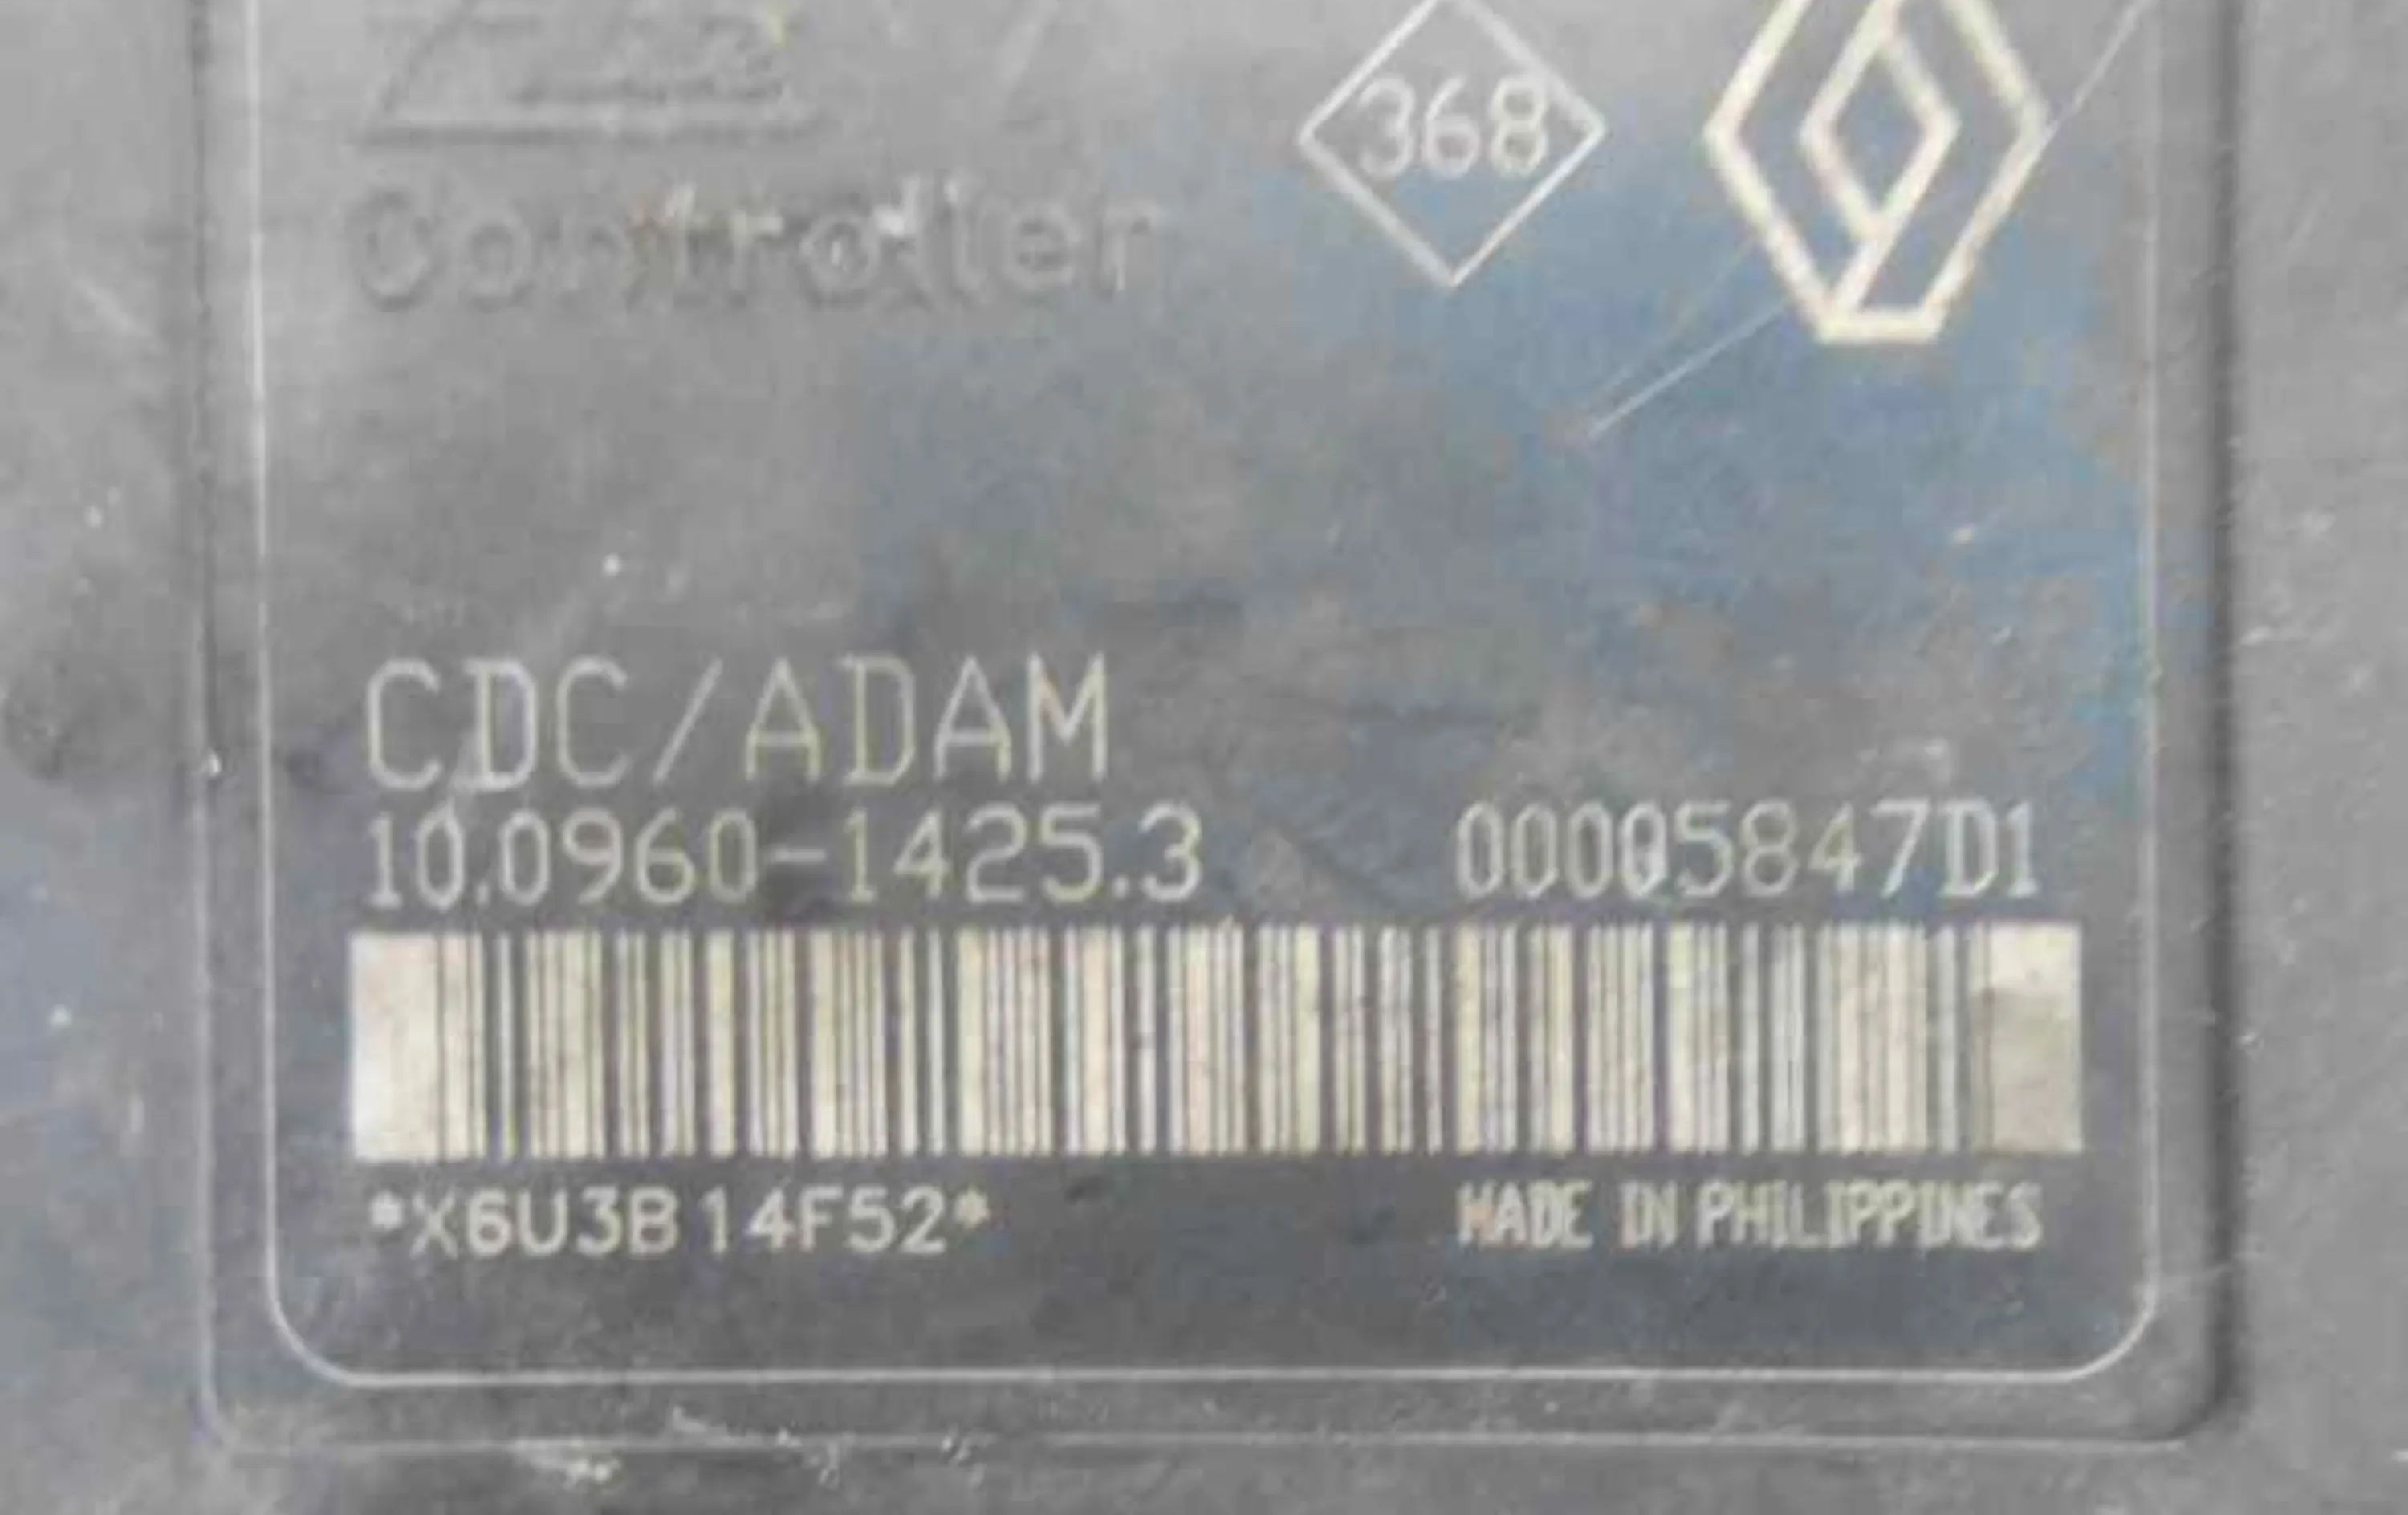 368
Controller
CDC/ADAM
10.0960-1425.3 00005847D1
*X6U3B14F52* MADE IN PHILIPPINES